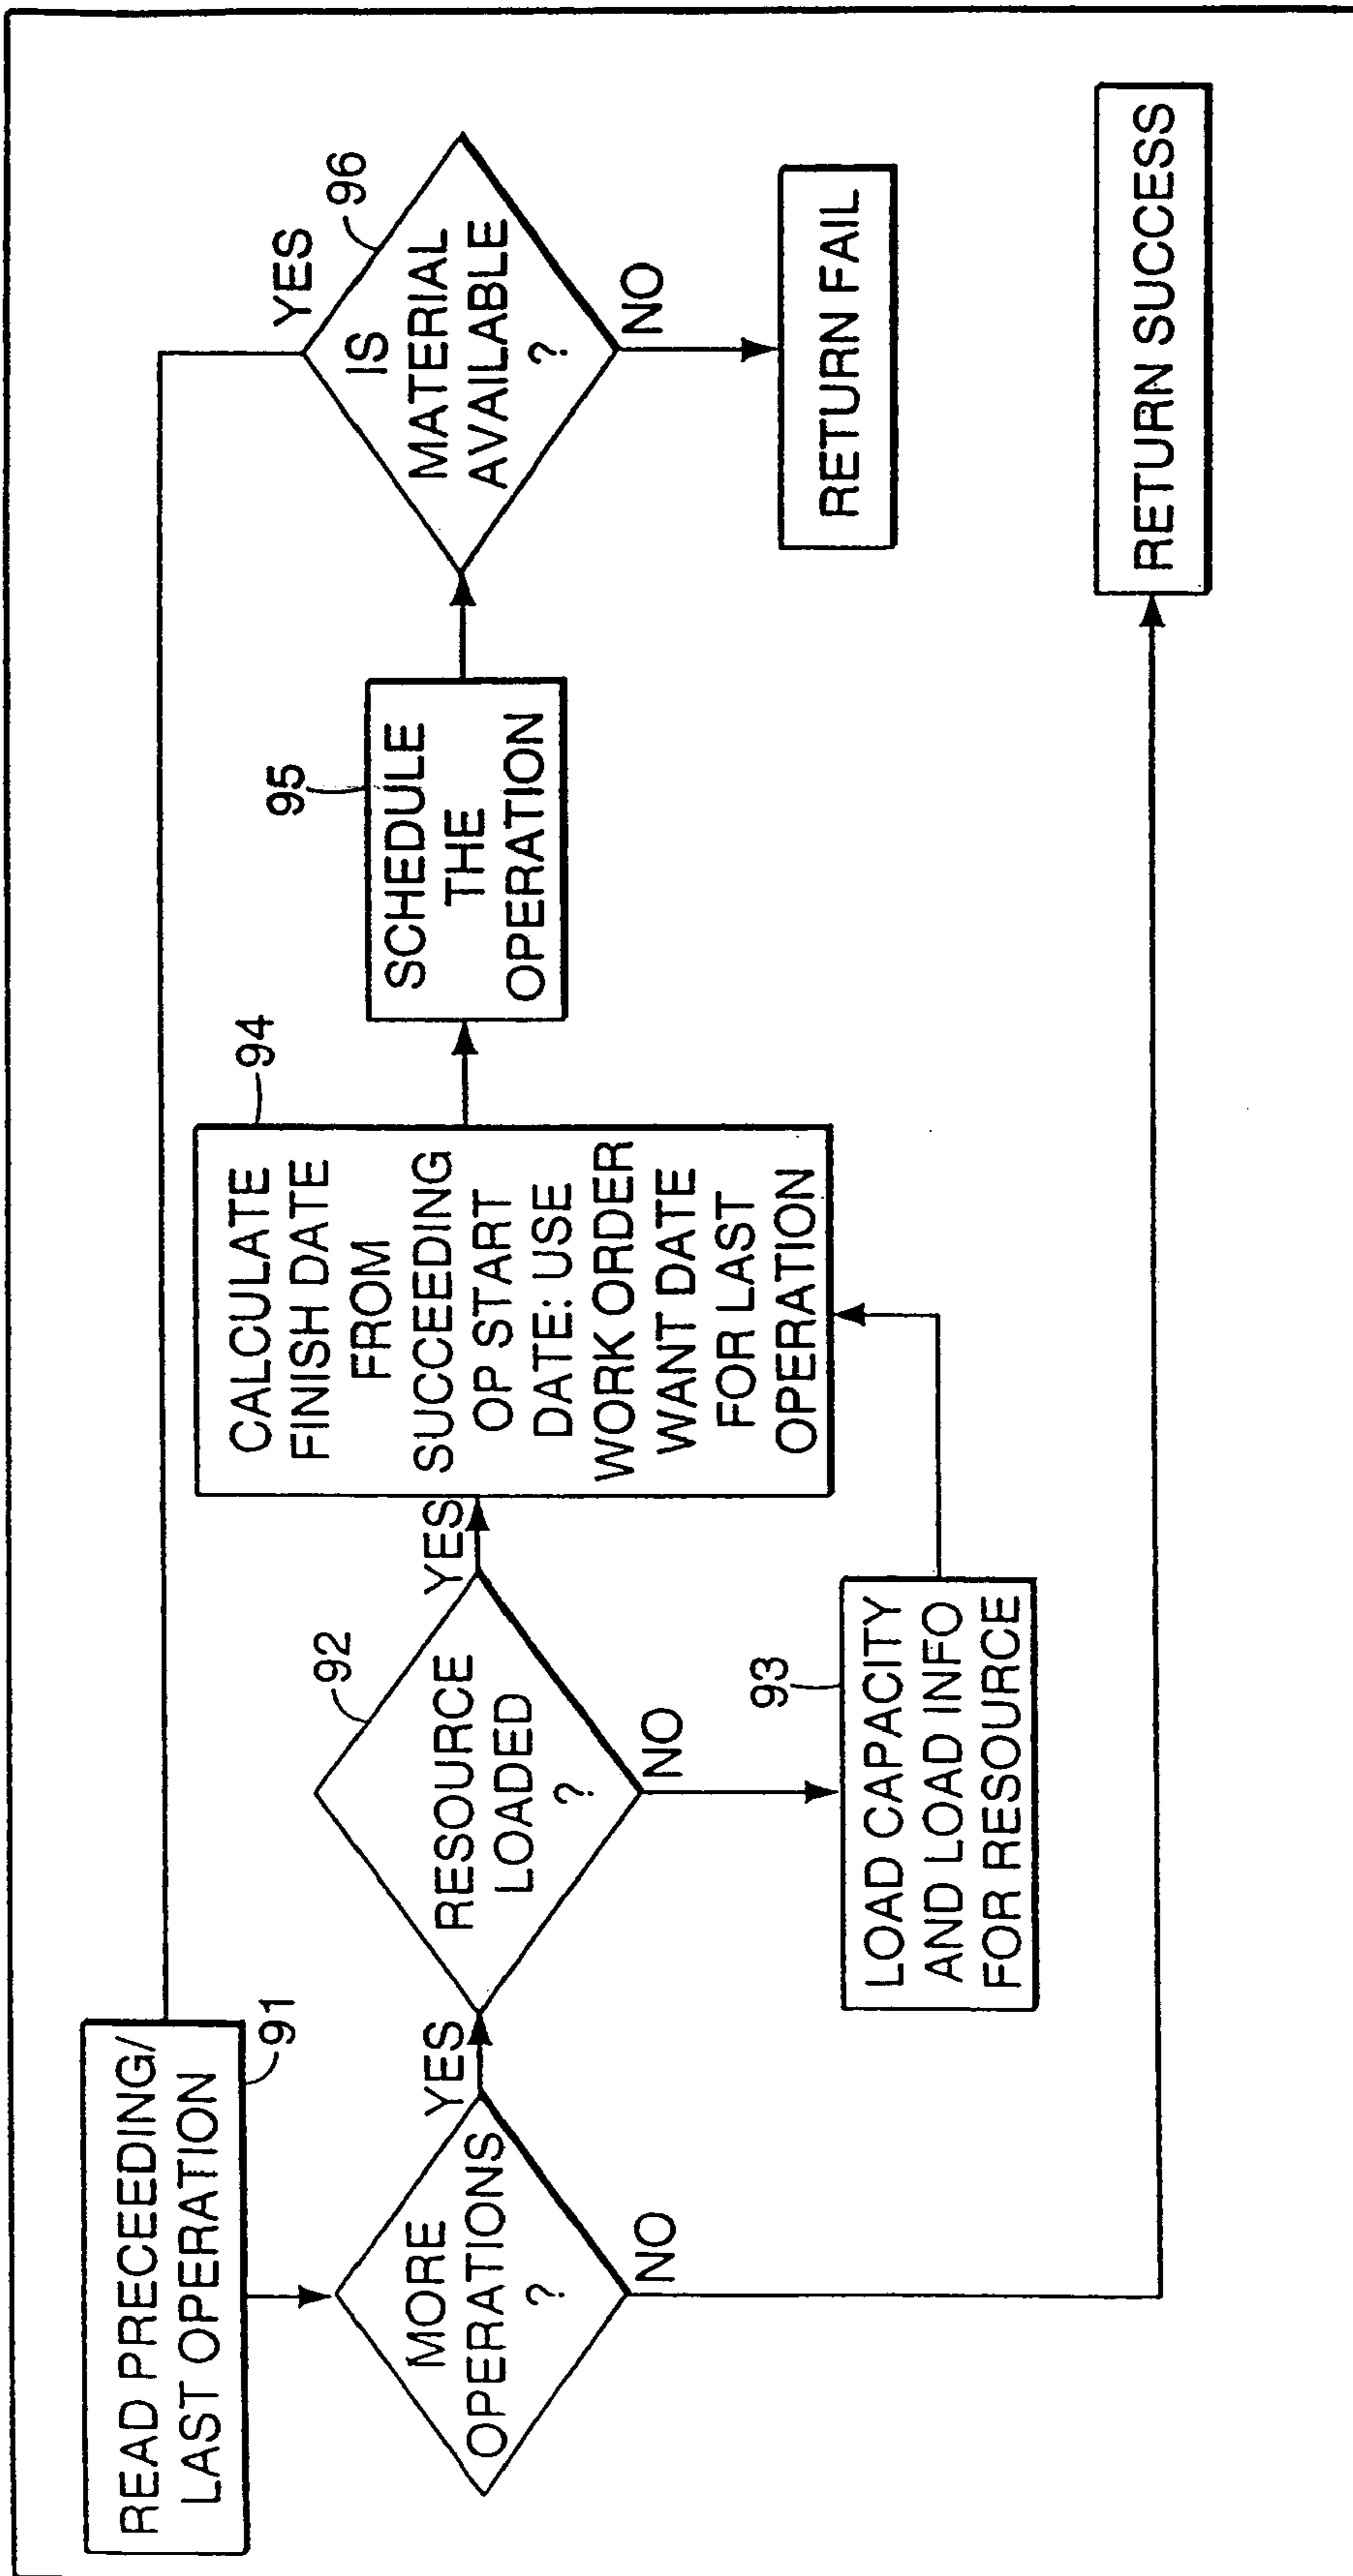 READ PRECEEDING/
LAST OPERATION
91
MORE
OPERATIONS
?
YES
NO
RESOURCE
LOADED
?
92
YES
NO
LOAD CAPACITY
AND LOAD INFO
FOR RESOURCE
93
CALCULATE
FINISH DATE
FROM
SUCCEEDING
OP START
DATE: USE
WORK ORDER
WANT DATE
FOR LAST
OPERATION
94
SCHEDULE
THE
OPERATION
95
IS
MATERIAL
AVAILABLE
?
96
YES
NO
RETURN FAIL
RETURN SUCCESS